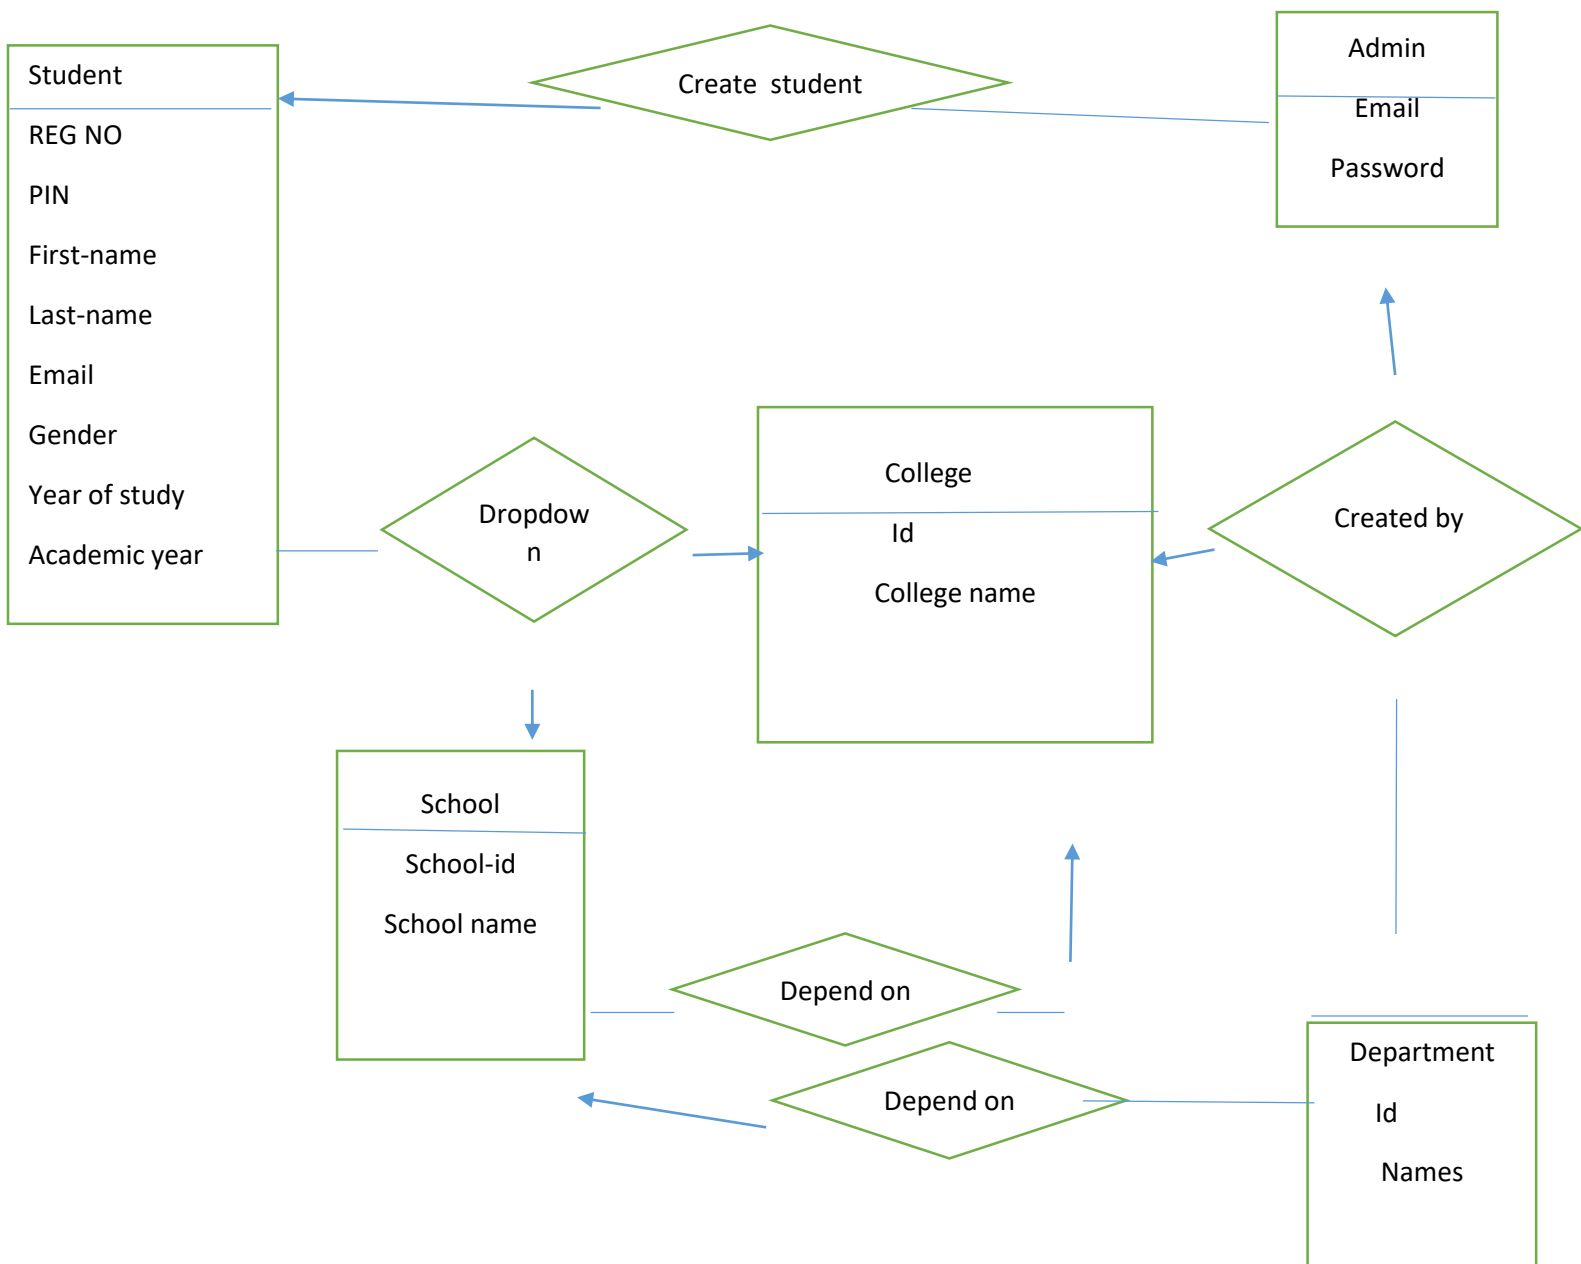 Student
REG NO
PIN
First-name
Last-name
Email
Gender
Year of study
Academic year
Create student
Admin
Email
Password
Dropdow
n
College
Id
College name
Created by
School
School-id
School name
Depend on
Depend on
Department
Id
Names